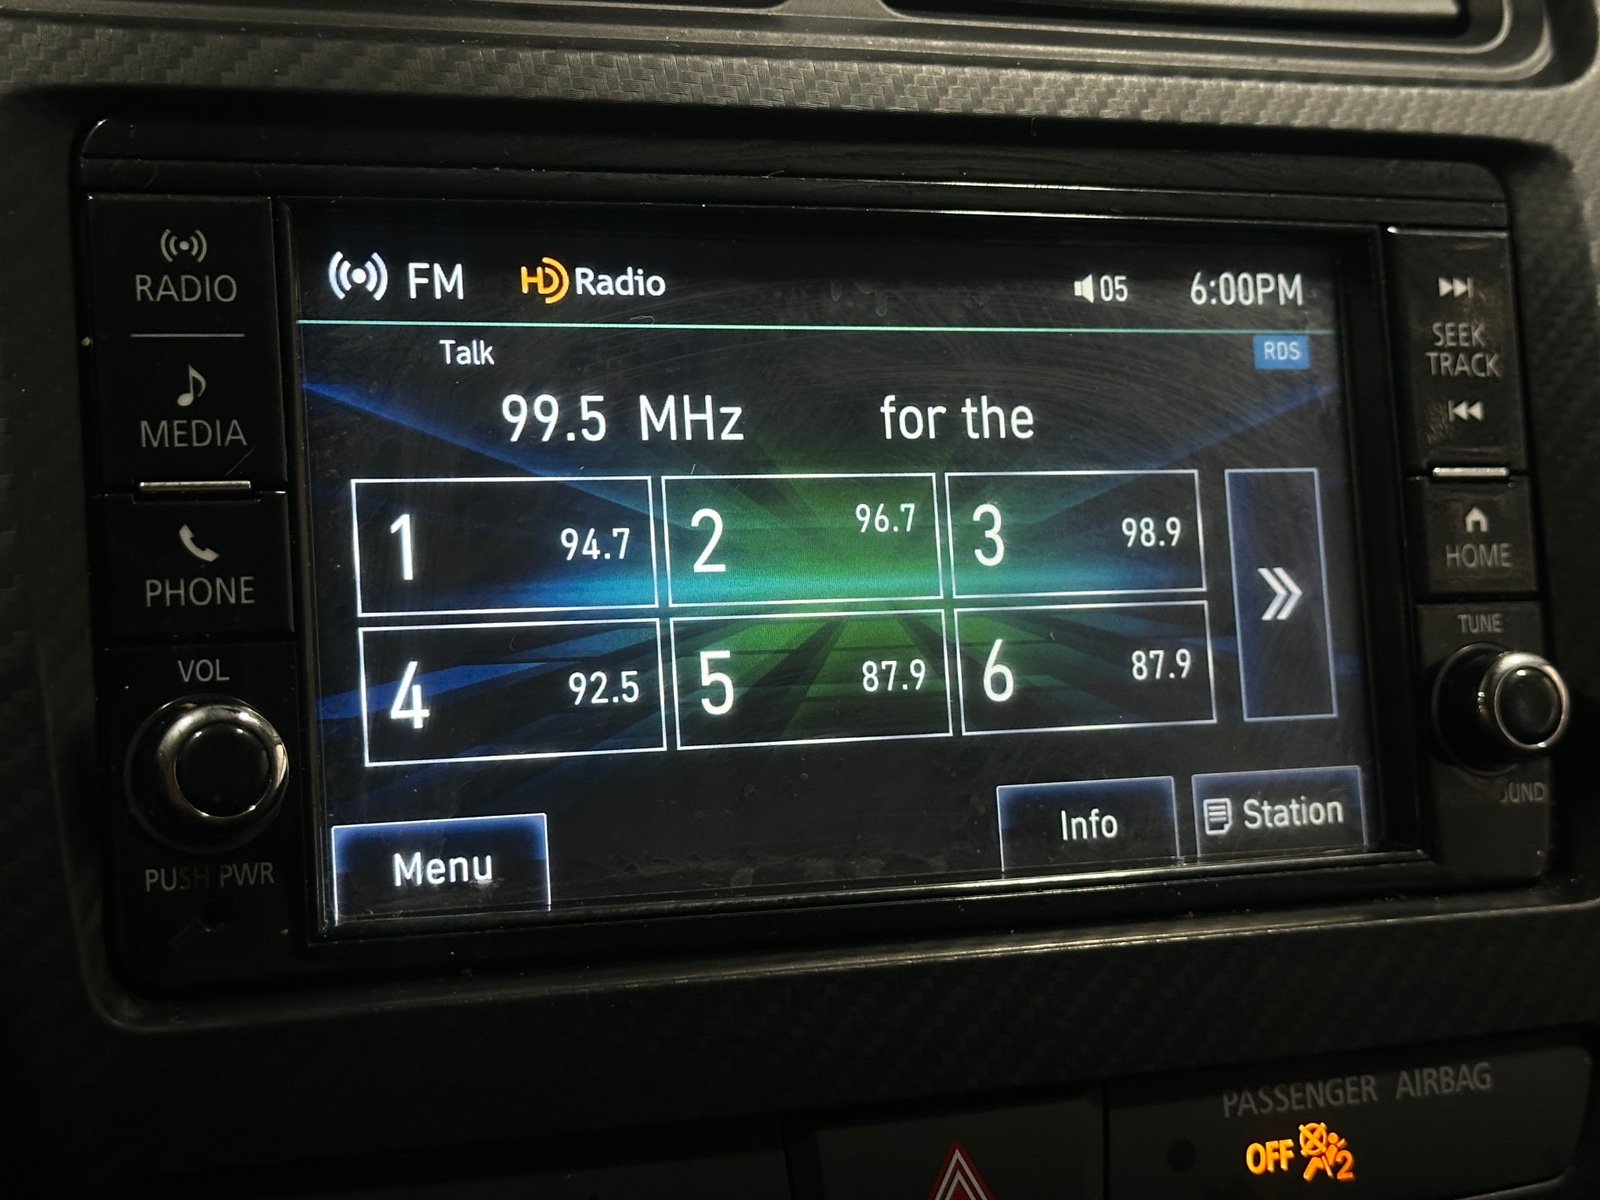 RADIO
MEDIA
PHONE
VOL
PUSH PWR
FM HD Radio 05 6:00PM
Talk RDS
99.5 MHz for the
1 94.7 2 96.7 3 98.9
4 92.5 5 87.9 6 87.9
Menu Info Station
SEEK
TRACK
HOME
TUNE
PASSENGER AIRBAG
OFF 2